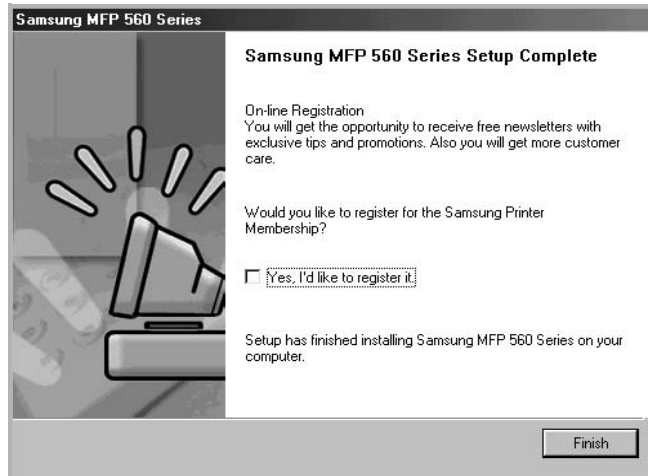 Samsung MFP 560 Series
Samsung MFP 560 Series Setup Complete
On-line Registration
You will get the opportunity to receive free newsletters with
exclusive tips and promotions. Also you will get more customer
care.
Would you like to register for the Samsung Printer
Membership?
Yes, I'd like to register it.
Setup has finished installing Samsung MFP 560 Series on your
computer.
Finish